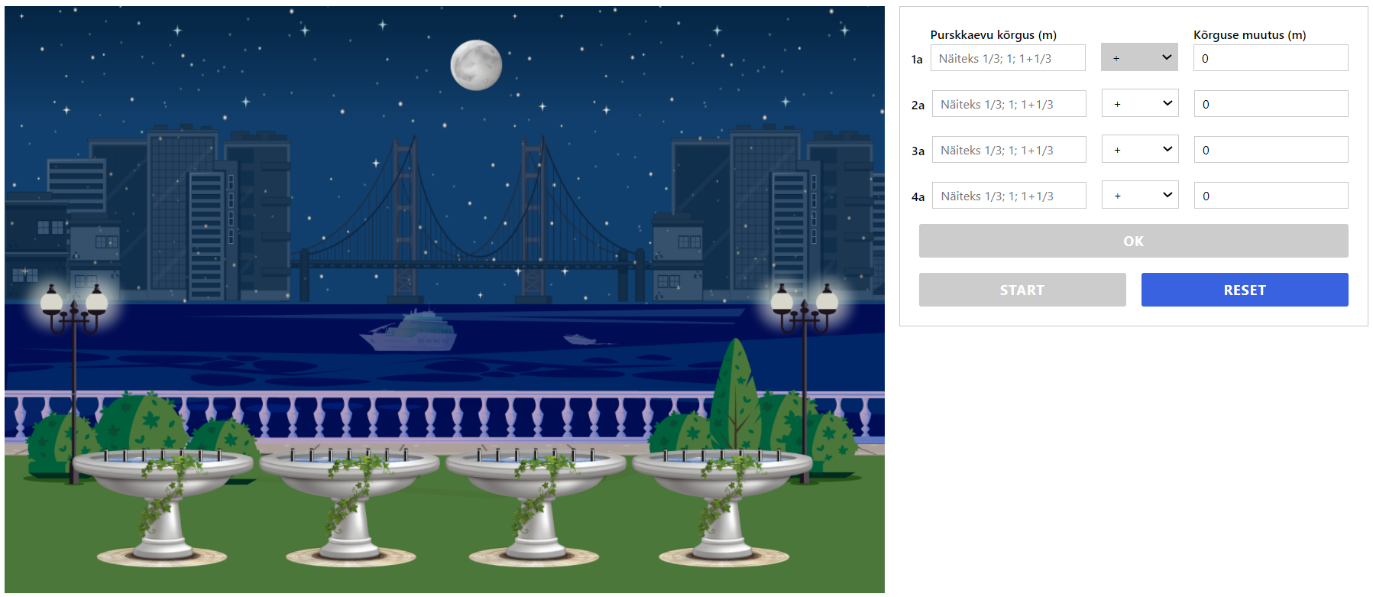 Purskkaevu kõrgus (m) Kõrguse muutus (m)
1a Näiteks 1/3; 1; 1+1/3 + 0
2a Näiteks 1/3; 1; 1+1/3 + 0
3a Näiteks 1/3; 1; 1+1/3 + 0
4a Näiteks 1/3; 1; 1+1/3 + 0
OK
START RESET